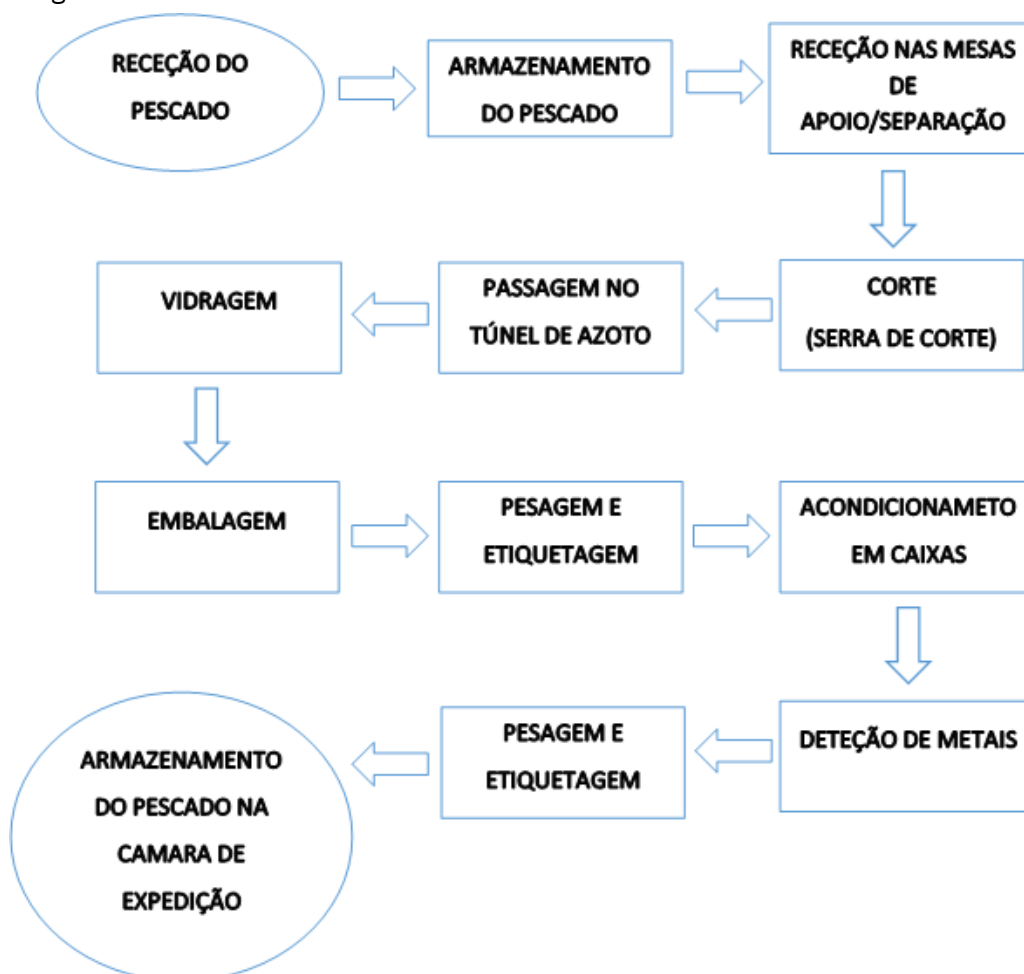 RECEÇÃO DO
PESCADO
ARMAZENAMENTO
DO PESCADO
RECEÇÃO NAS MESAS
DE
APOIO/SEPARAÇÃO
CORTE
(SERRA DE CORTE)
PASSAGEM NO
TÚNEL DE AZOTO
VIDRAGEM
EMBALAGEM
PESAGEM E
ETIQUETAGEM
ACONDICIONAMETO
EM CAIXAS
DETEÇÃO DE METAIS
PESAGEM E
ETIQUETAGEM
ARMAZENAMENTO
DO PESCADO NA
CAMARA DE
EXPEDIÇÃO